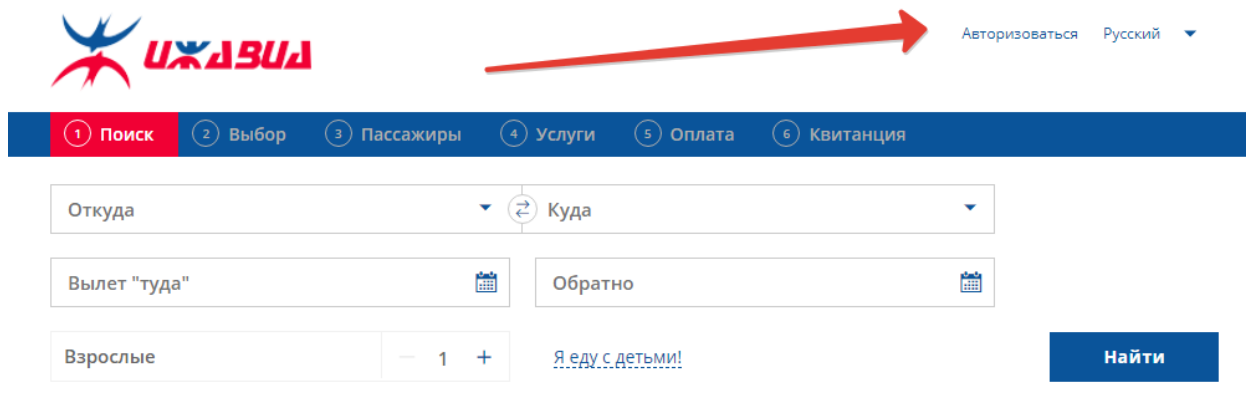 ИЖАВИА
Авторизоваться Русский
1 Поиск 2 Выбор 3 Пассажиры 4 Услуги 5 Оплата 6 Квитанция
Откуда Куда
Вылет "туда" Обратно
Взрослые — 1 + Я еду с детьми! Найти